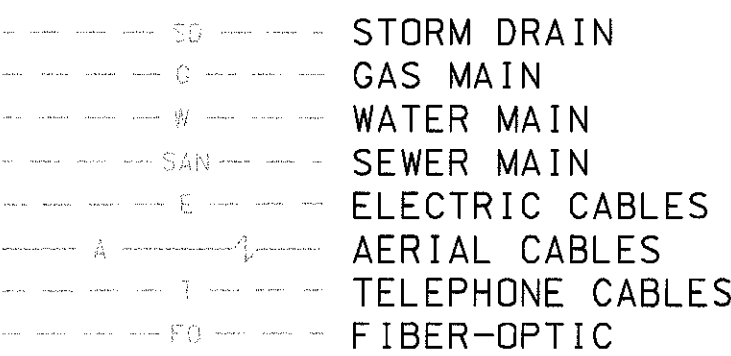 SD STORM DRAIN
G GAS MAIN
W WATER MAIN
SAN SEWER MAIN
E ELECTRIC CABLES
A AERIAL CABLES
T TELEPHONE CABLES
FO FIBER-OPTIC